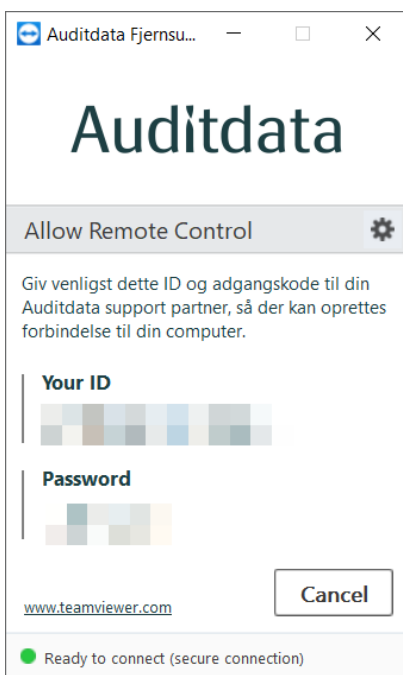 Auditdata Fjernsu...
Auditdata
Allow Remote Control
Giv venligst dette ID og adgangskode til din
Auditdata support partner, så der kan oprettes
forbindelse til din computer.
Your ID
Password
www.teamviewer.com
Cancel
Ready to connect (secure connection)